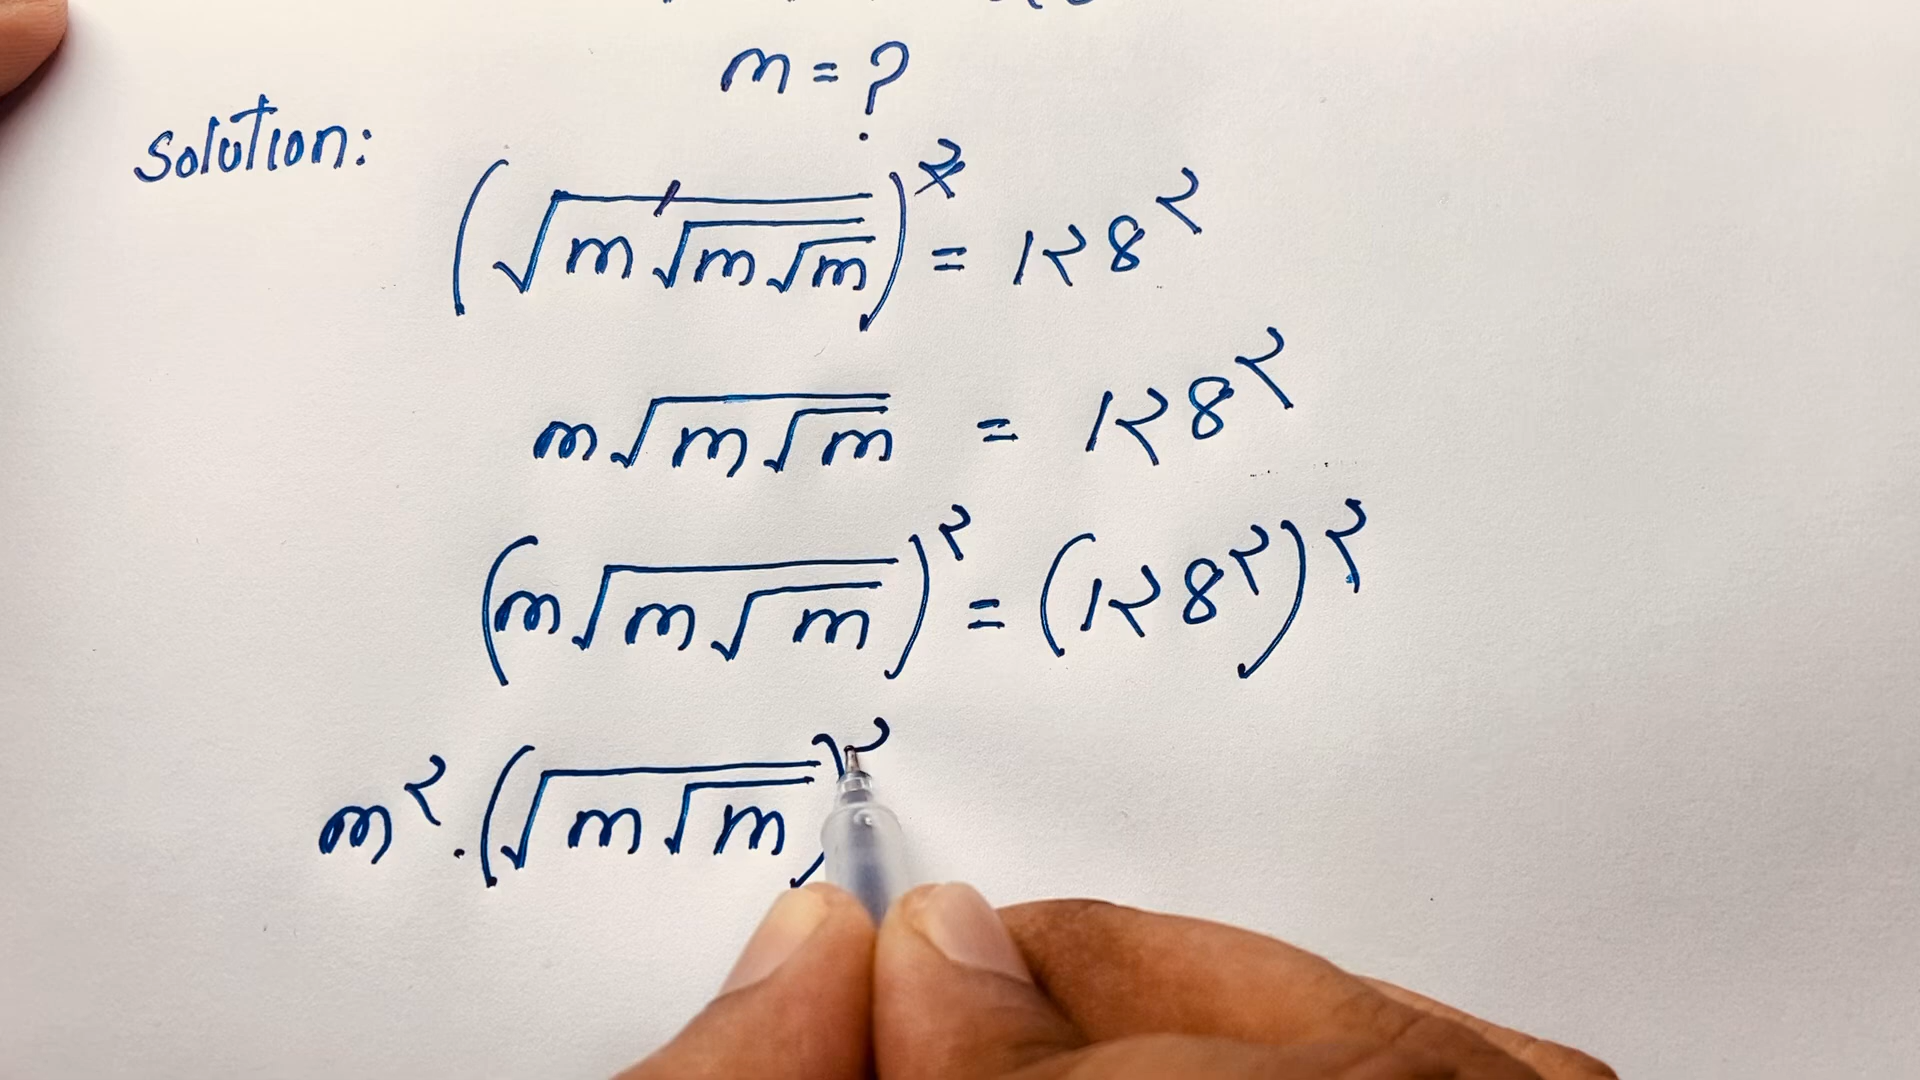 m = ?
Solution:
(√(m√(m√m)))² = 128²
m√(m√m) = 128²
(m√(m√m))² = (128²)²
m² . (√(m√m))²